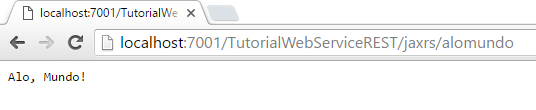 localhost:7001/TutorialWe
localhost:7001/TutorialWebServiceREST/jaxrs/alomundo
Alo, Mundo!